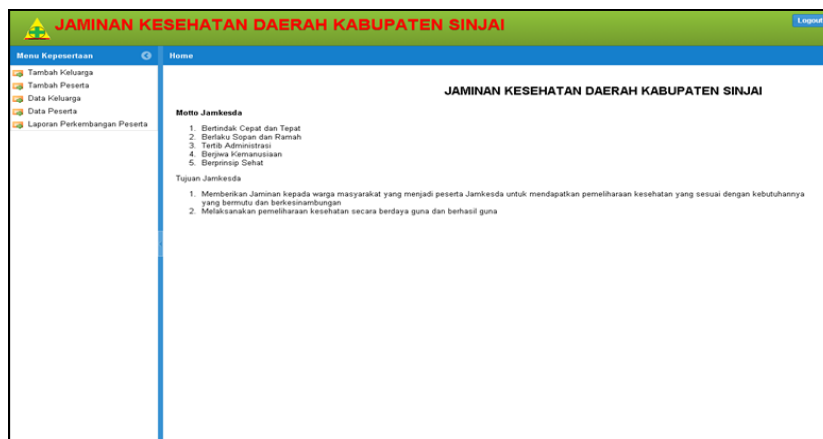 JAMINAN KESEHATAN DAERAH KABUPATEN SINJAI
Logout
Menu Kepesertaan
Tambah Keluarga
Tambah Peserta
Data Keluarga
Data Peserta
Laporan Perkembangan Peserta
Home
JAMINAN KESEHATAN DAERAH KABUPATEN SINJAI
Motto Jamkesda
1. Bertindak Cepat dan Tepat
2. Berlaku Sopan dan Ramah
3. Tertib Administrasi
4. Berjiwa Kemanusiaan
5. Berprinsip Sehat
Tujuan Jamkesda
1. Memberikan Jaminan kepada warga masyarakat yang menjadi peserta Jamkesda untuk mendapatkan pemeliharaan kesehatan yang sesuai dengan kebutuhannya
yang bermutu dan berkesinambungan
2. Melaksanakan pemeliharaan kesehatan secara berdaya guna dan berhasil guna